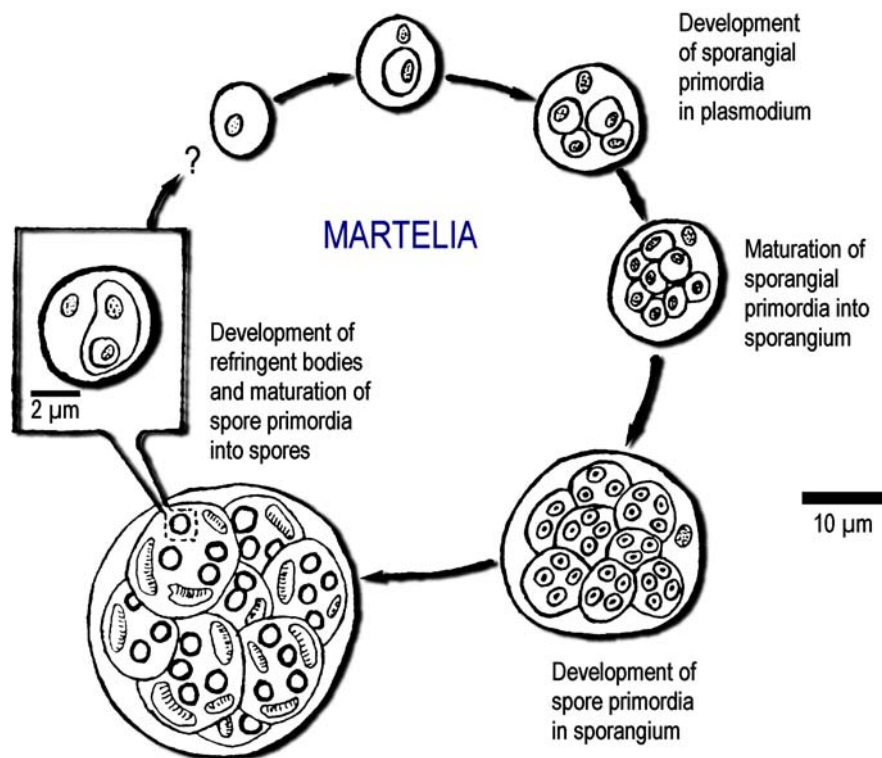 Development
of sporangial
primordia
in plasmodium
?
MARTELIA
Maturation of
sporangial
primordia into
sporangium
Development of
refringent bodies
and maturation of
spore primordia
into spores
2 µm
10 µm
Development of
spore primordia
in sporangium